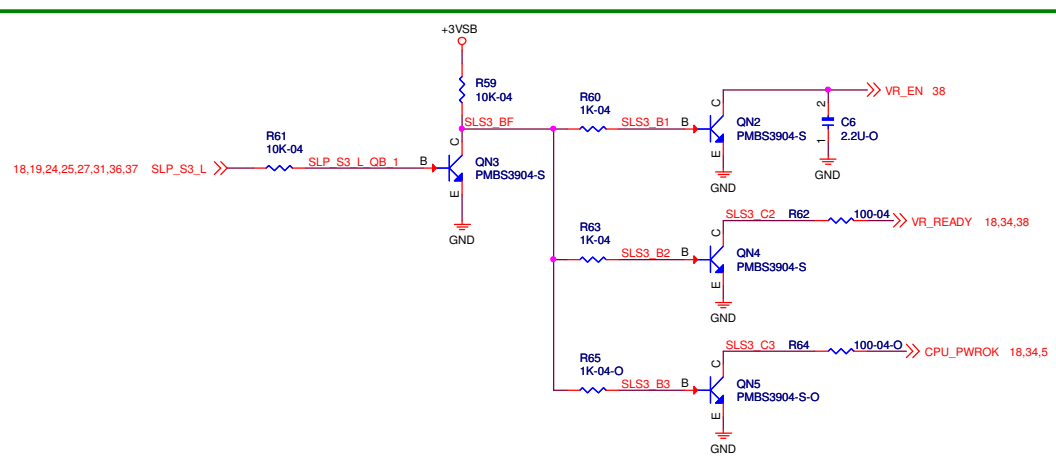 +3VSB
R59
10K-04
SLS3_BF
R61
10K-04
18,19,24,25,27,31,36,37 SLP_S3_L
SLP_S3_L_QB_1
B
C
E
QN3
PMBS3904-S
GND
R60
1K-04
SLS3_B1
B
C
E
QN2
PMBS3904-S
GND
VR_EN 38
2
1
C6
2.2U-O
GND
R63
1K-04
SLS3_B2
B
C
E
QN4
PMBS3904-S
GND
SLS3_C2
R62
100-04
VR_READY 18,34,38
R65
1K-04-O
SLS3_B3
B
C
E
QN5
PMBS3904-S-O
GND
SLS3_C3
R64
100-04-O
CPU_PWROK 18,34,5